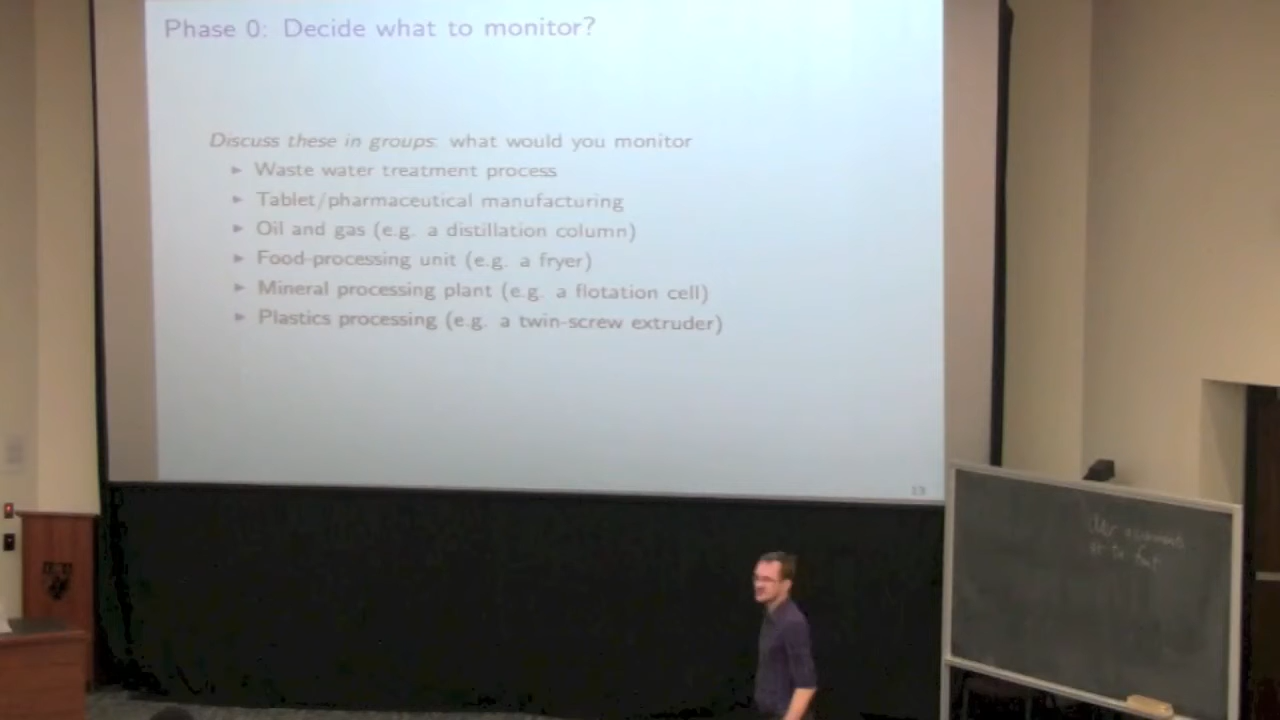 Phase 0: Decide what to monitor?
Discuss these in groups: what would you monitor
► Waste water treatment process
► Tablet/pharmaceutical manufacturing
► Oil and gas (e.g. a distillation column)
► Food-processing unit (e.g. a fryer)
► Mineral processing plant (e.g. a flotation cell)
► Plastics processing (e.g. a twin-screw extruder)
13